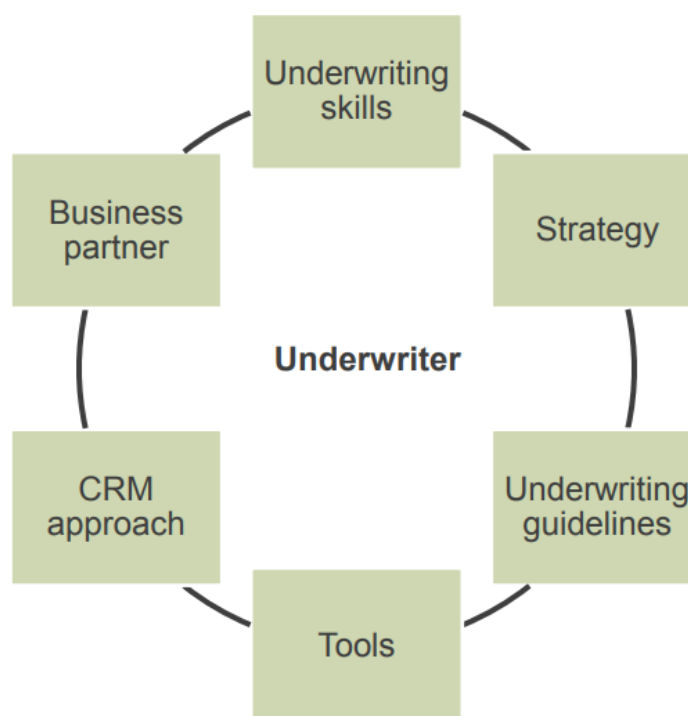 Underwriting
skills
Business
partner
Strategy
Underwriter
CRM
approach
Underwriting
guidelines
Tools